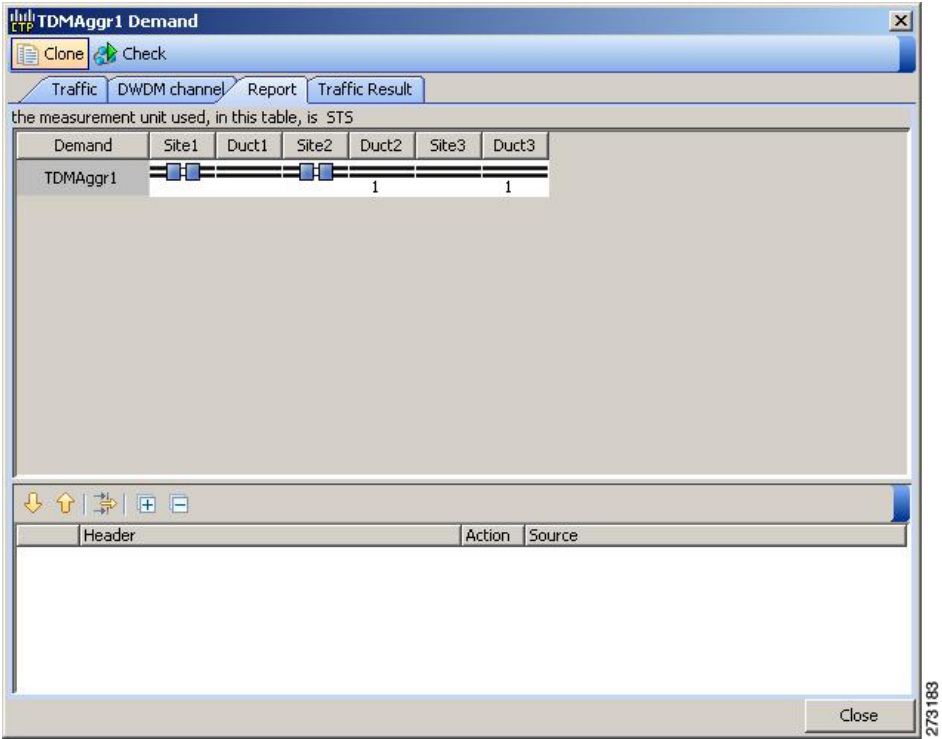 CTP TDMAggr1 Demand
Clone Check
Traffic DWDM channel Report Traffic Result
the measurement unit used, in this table, is STS
Demand Site1 Duct1 Site2 Duct2 Site3 Duct3
TDMAggr1 1 1
Header Action Source
Close
273183